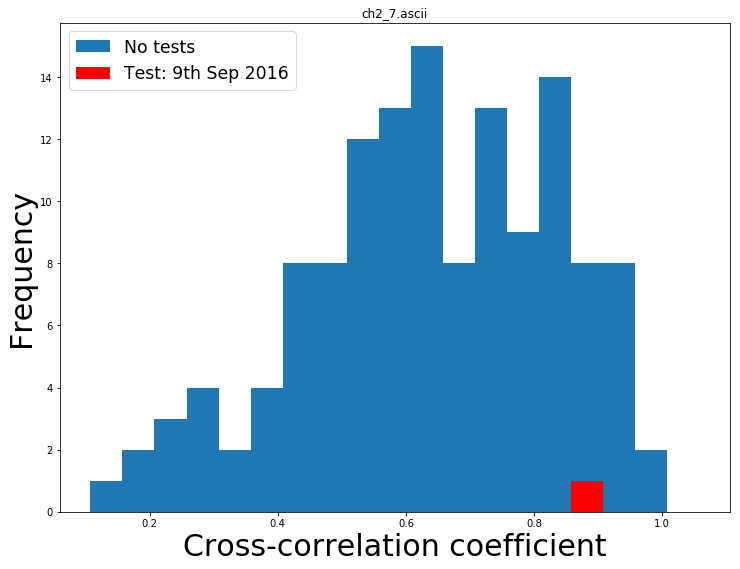 ch2_7.ascii
No tests
Test: 9th Sep 2016
Frequency
14
12
10
8
6
4
2
0
0.2 0.4 0.6 0.8 1.0
Cross-correlation coefficient